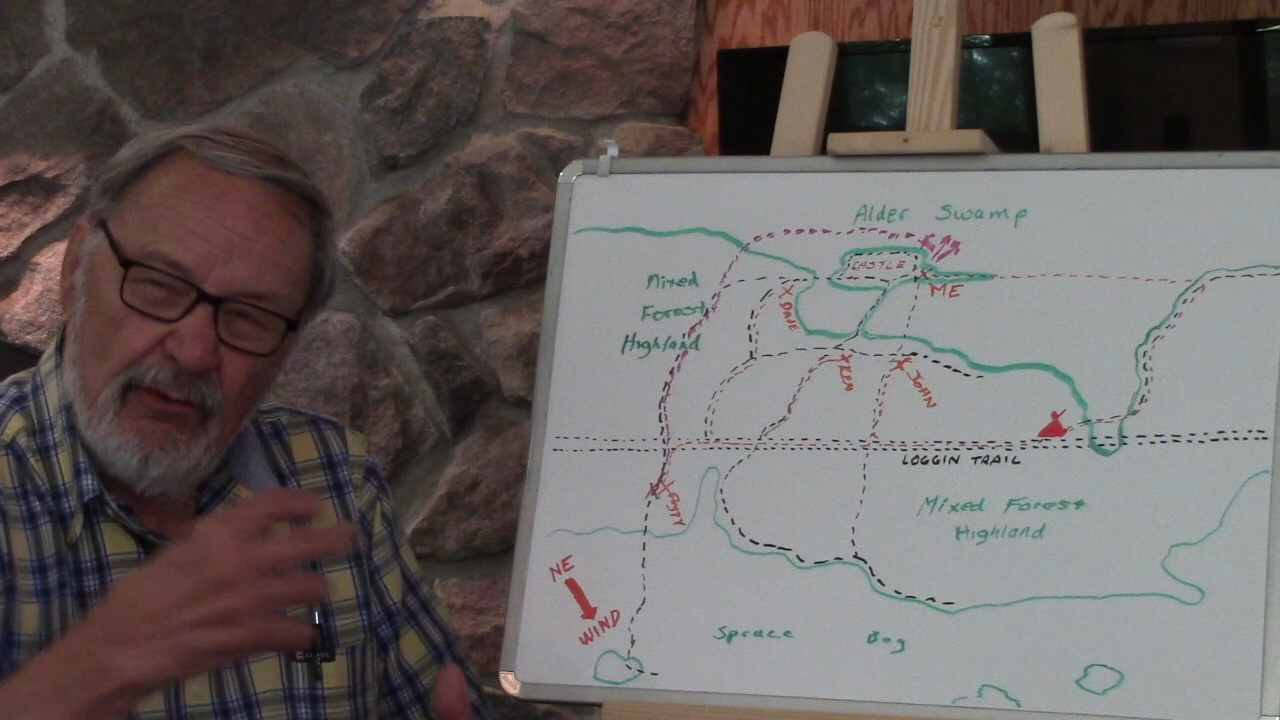 Alder Swamp
CASTLE
ME
Mixed
Forest
Highland
DAVE
KEN
JOHN
LOGGIN TRAIL
Mixed Forest
Highland
NE
WIND
Spruce Bog